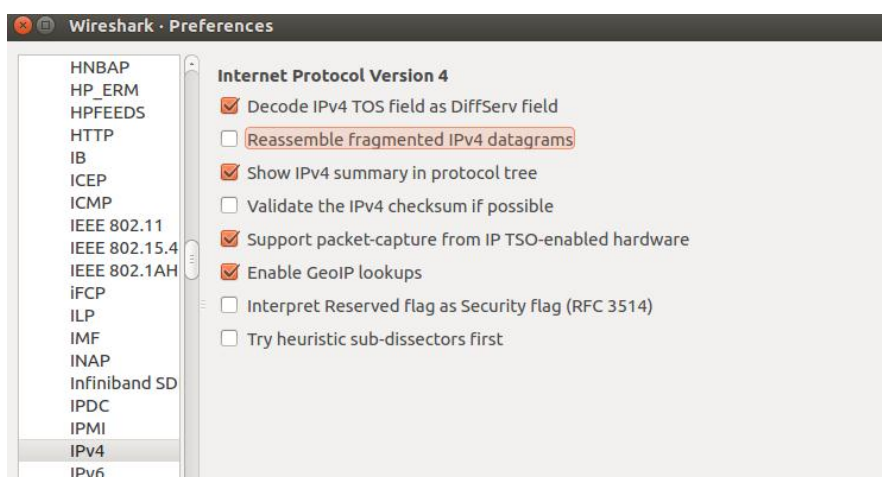 Wireshark · Preferences
HNBAP
HP_ERM
HPFEEDS
HTTP
IB
ICEP
ICMP
IEEE 802.11
IEEE 802.15.4
IEEE 802.1AH
iFCP
ILP
IMF
INAP
Infiniband SD
IPDC
IPMI
IPv4
IPv6
Internet Protocol Version 4
Decode IPv4 TOS field as DiffServ field
Reassemble fragmented IPv4 datagrams
Show IPv4 summary in protocol tree
Validate the IPv4 checksum if possible
Support packet-capture from IP TSO-enabled hardware
Enable GeoIP lookups
Interpret Reserved flag as Security flag (RFC 3514)
Try heuristic sub-dissectors first